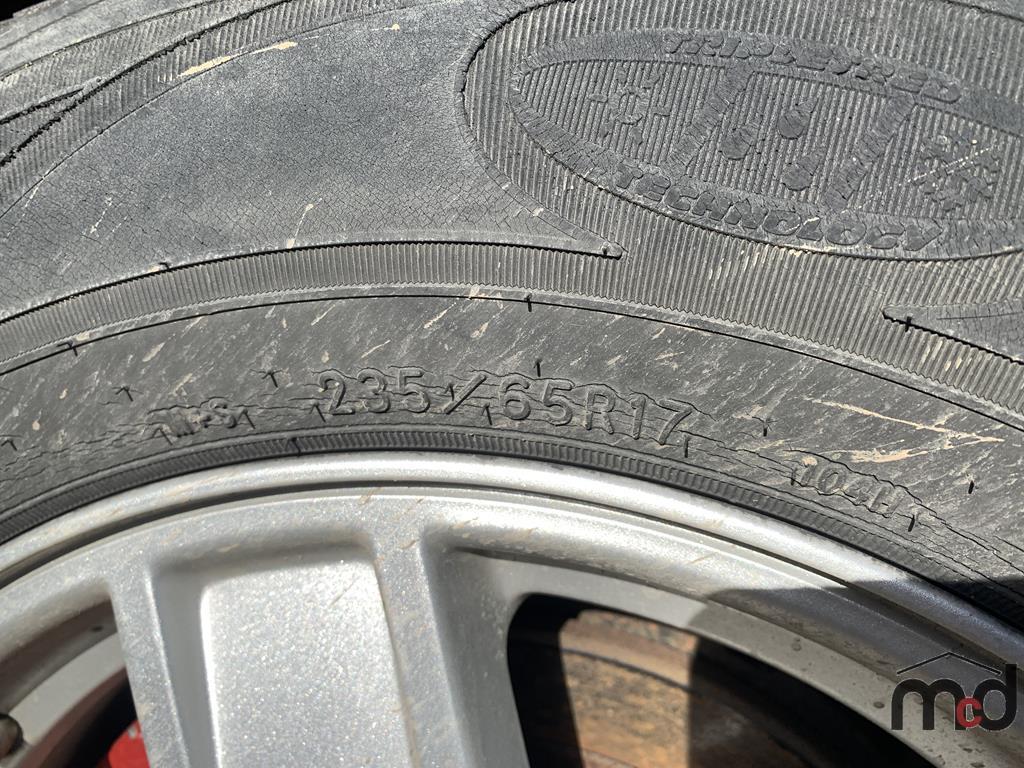 TRIPLETRED
TECHNOLOGY
M+S 235/65R17 104H
mcd